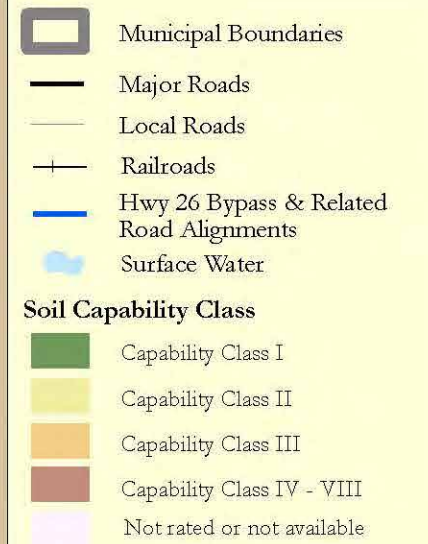 Municipal Boundaries
Major Roads
Local Roads
Railroads
Hwy 26 Bypass & Related
Road Alignments
Surface Water
Soil Capability Class
Capability Class I
Capability Class II
Capability Class III
Capability Class IV - VIII
Not rated or not available